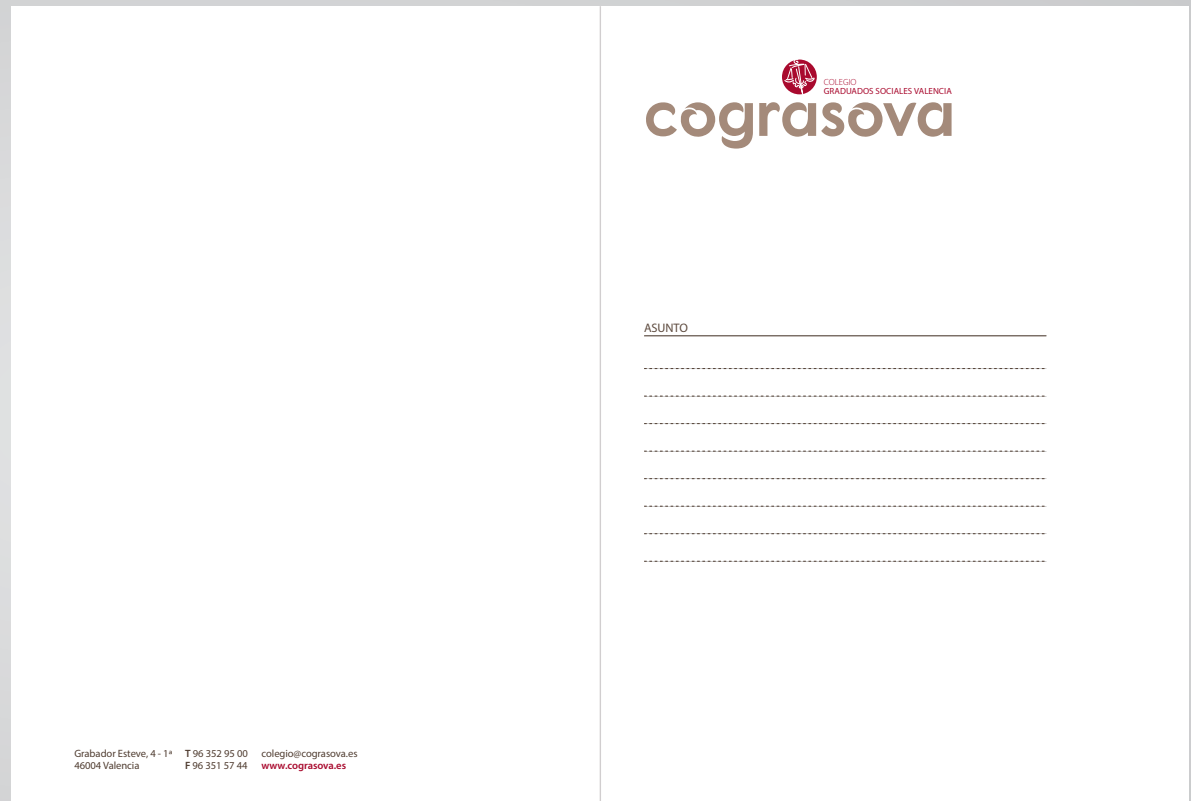 COLEGIO
GRADUADOS SOCIALES VALENCIA
cograsova
ASUNTO
Grabador Esteve, 4 - 1ª T 96 352 95 00 colegio@cograsova.es
46004 Valencia F 96 351 57 44 www.cograsova.es